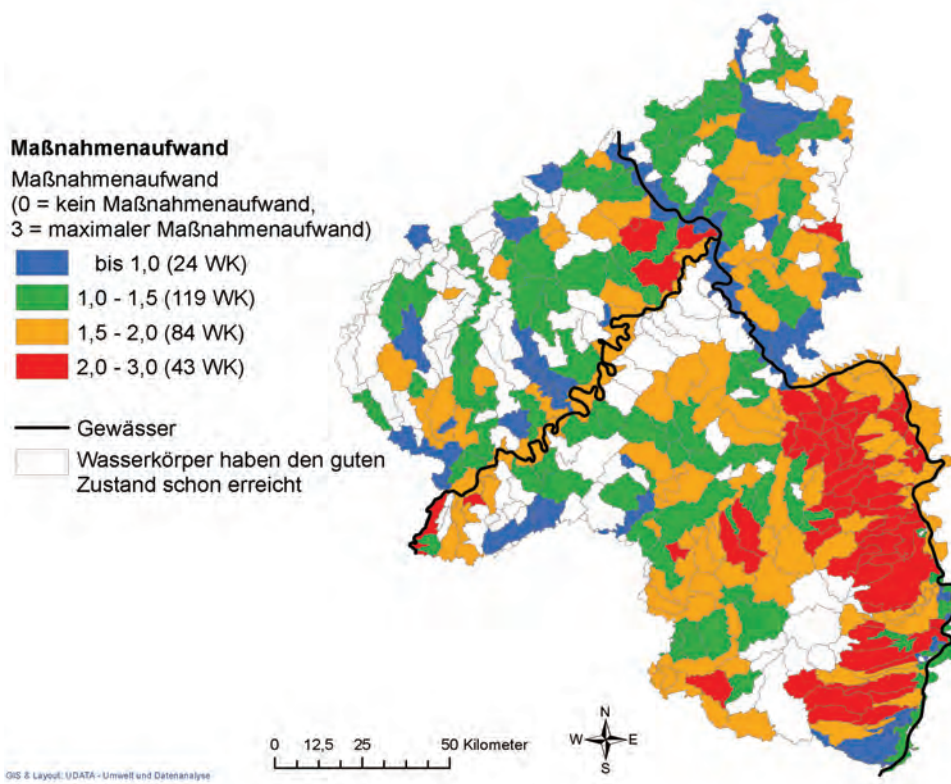 Maßnahmenaufwand
Maßnahmenaufwand
(0 = kein Maßnahmenaufwand,
3 = maximaler Maßnahmenaufwand)
bis 1,0 (24 WK)
1,0 - 1,5 (119 WK)
1,5 - 2,0 (84 WK)
2,0 - 3,0 (43 WK)
Gewässer
Wasserkörper haben den guten
Zustand schon erreicht
N
W E
S
0 12,5 25 50 Kilometer
GIS & Layout: UDATA - Umwelt und Datenanalyse